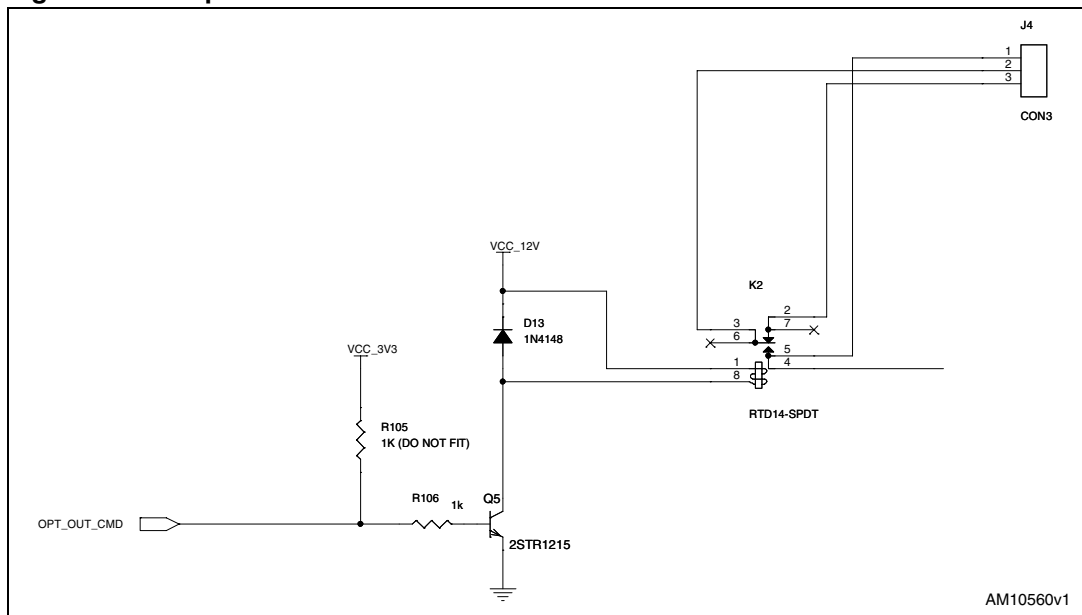 J4
1
2
3
CON3
VCC_12V
K2
D13
1N4148
2
3
7
6
VCC_3V3
5
1
4
8
R105
1K (DO NOT FIT)
RTD14-SPDT
R106
1k
Q5
OPT_OUT_CMD
2STR1215
AM10560v1